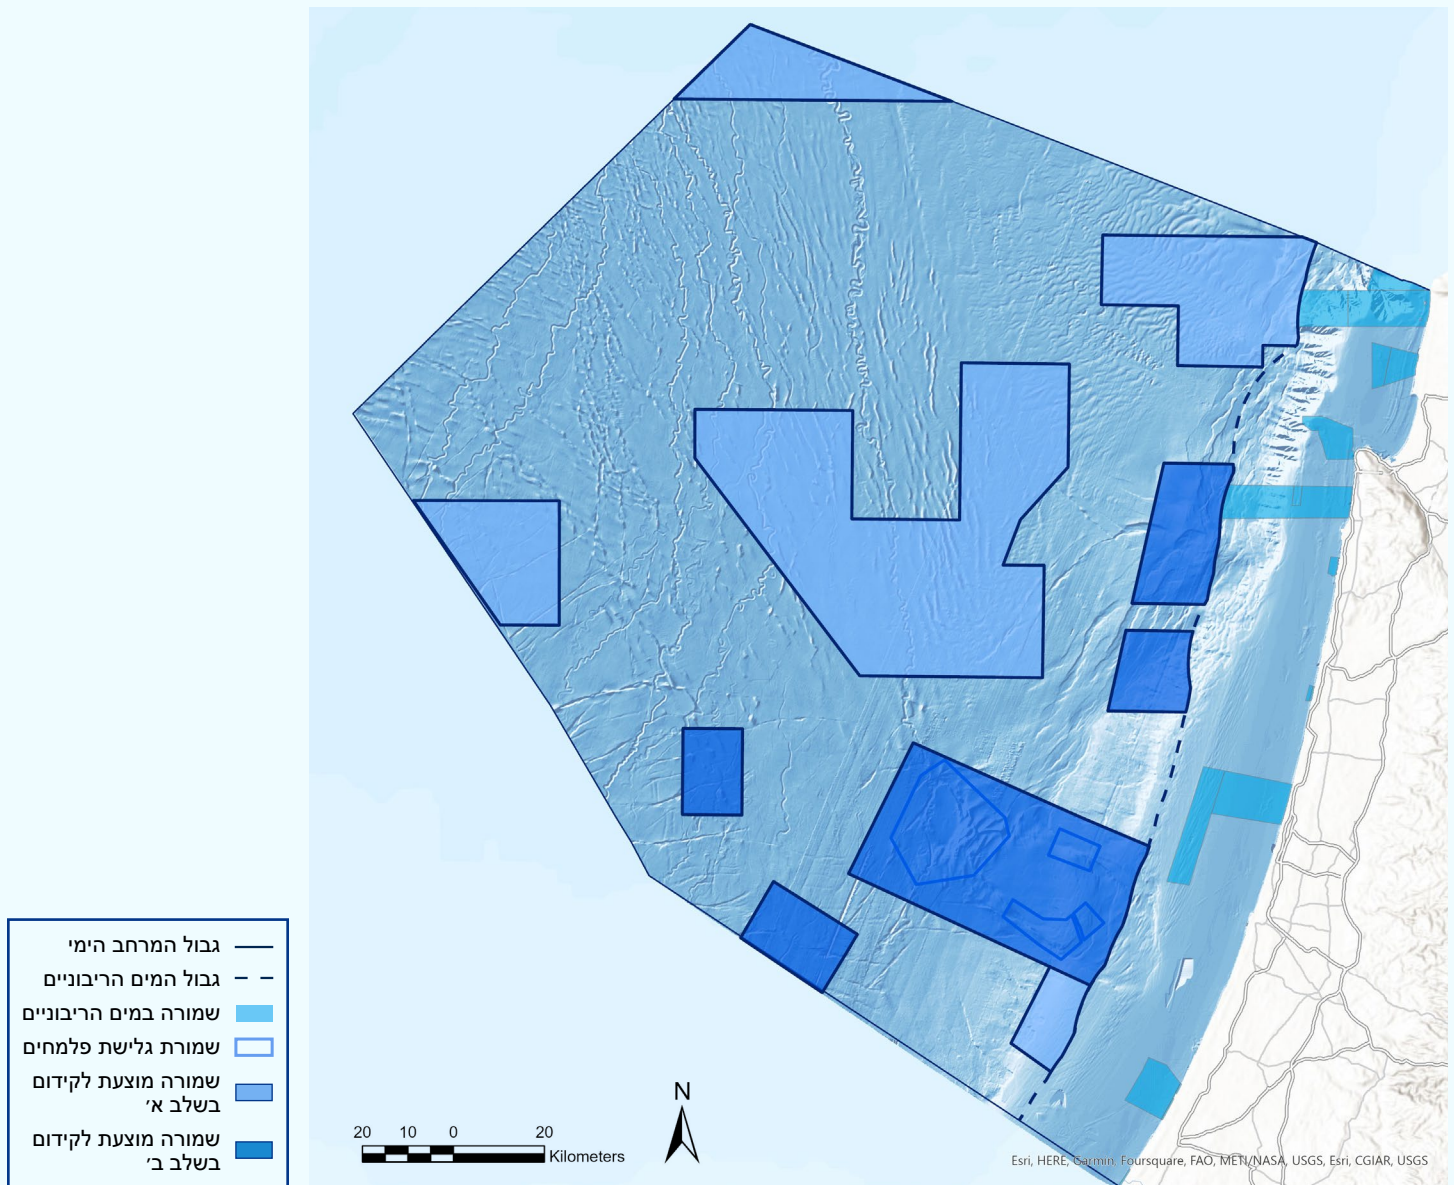 גבול המרחב הימי
גבול המים הריבוניים
שמורה במים הריבוניים
שמורת גלישת פלמחים
שמורה מוצעת לקידום
בשלב א׳
שמורה מוצעת לקידום
בשלב ב׳
N
20 10 0 20
Kilometers
Esri, HERE, Garmin, Foursquare, FAO, METI/NASA, USGS, Esri, CGIAR, USGS